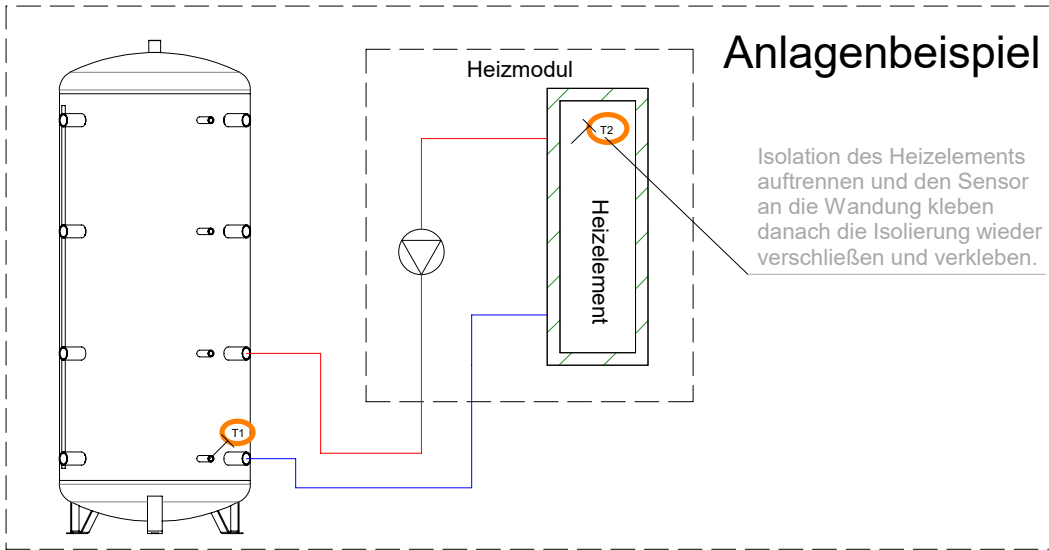 Anlagenbeispiel
Heizmodul
T2
Isolation des Heizelements
auftrennen und den Sensor
an die Wandung kleben
danach die Isolierung wieder
verschließen und verkleben.
Heizelement
T1